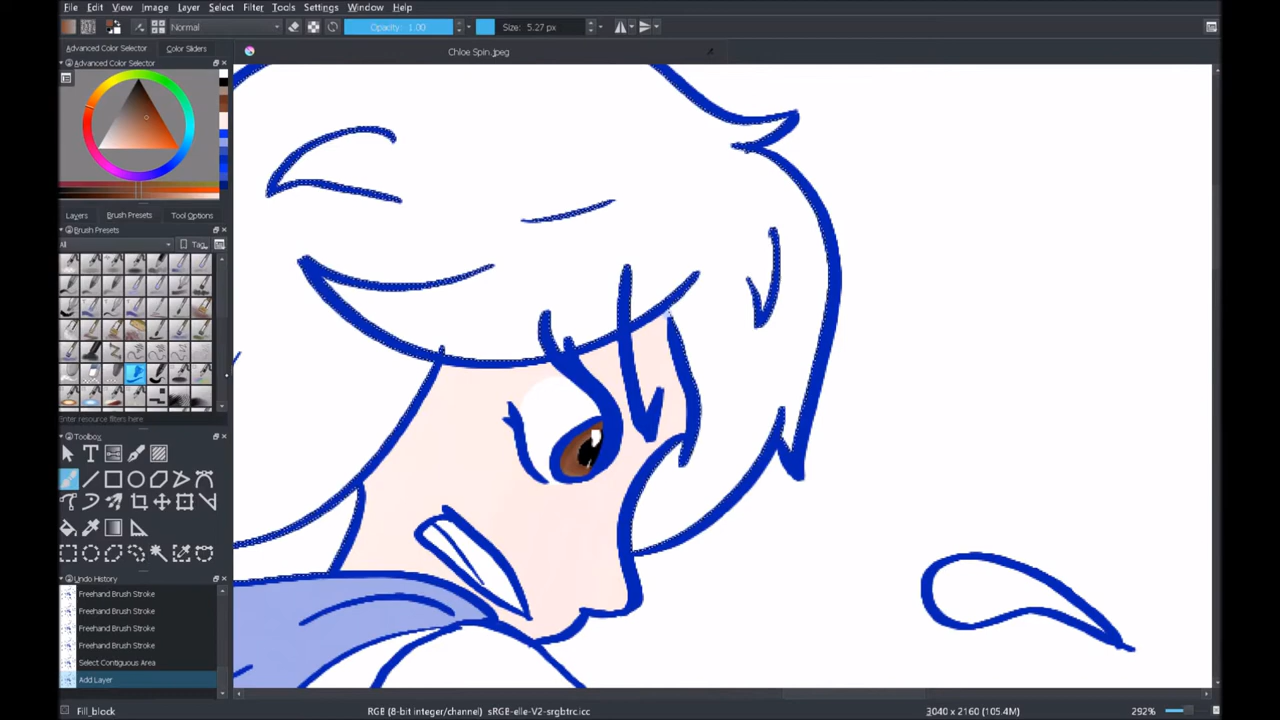 File Edit View Image Layer Select Filter Tools Settings Window Help
Normal Opacity: 1.00 Size: 5.27 px
Advanced Color Selector Color Sliders
Chloe Spin.jpeg
Advanced Color Selector
Layers Brush Presets Tool Options
Brush Presets
All Tag
Enter resource filters here
Toolbox
Undo History
Freehand Brush Stroke
Freehand Brush Stroke
Freehand Brush Stroke
Freehand Brush Stroke
Select Contiguous Area
Add Layer
Fill_block RGB (8-bit integer/channel) sRGB-elle-V2-srgbtrc.icc 3040 x 2160 (105.4M) 292%